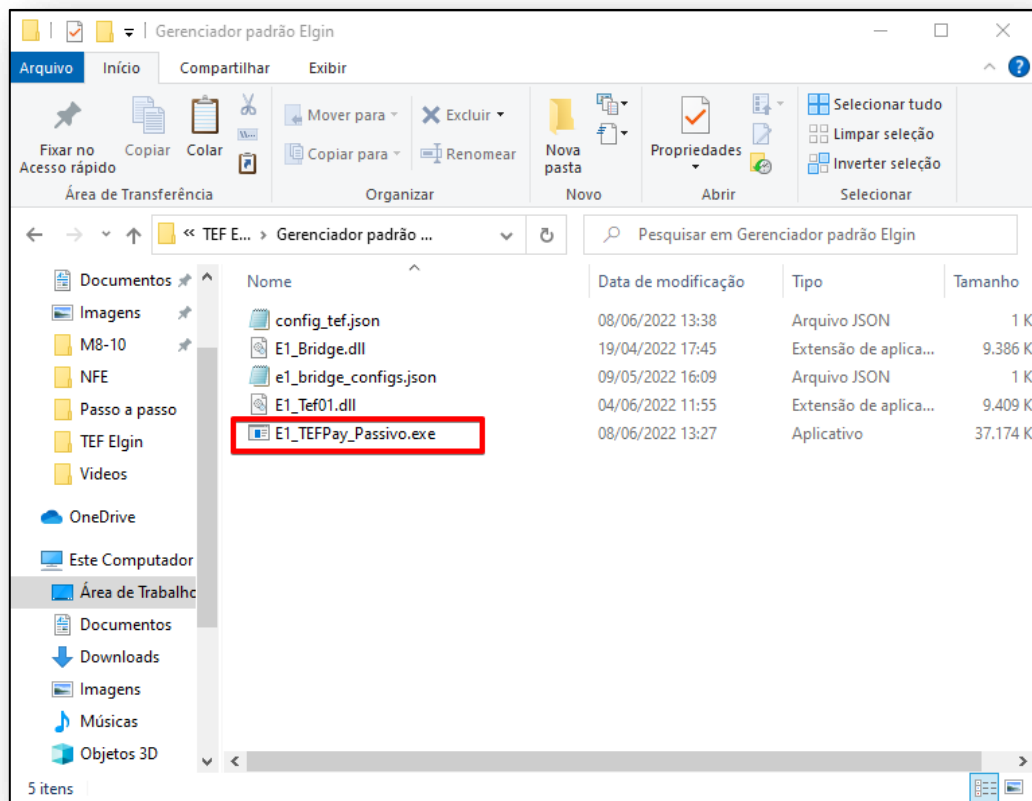 Gerenciador padrão Elgin
Arquivo Início Compartilhar Exibir
Fixar no Acesso rápido
Copiar
Colar
Mover para
Copiar para
Excluir
Renomear
Nova pasta
Propriedades
Selecionar tudo
Limpar seleção
Inverter seleção
Área de Transferência Organizar Novo Abrir Selecionar
« TEF E... › Gerenciador padrão ...
Pesquisar em Gerenciador padrão Elgin
Documentos
Imagens
M8-10
NFE
Passo a passo
TEF Elgin
Videos
OneDrive
Este Computador
Área de Trabalho
Documentos
Downloads
Imagens
Músicas
Objetos 3D
Nome Data de modificação Tipo Tamanho
config_tef.json 08/06/2022 13:38 Arquivo JSON 1 K
E1_Bridge.dll 19/04/2022 17:45 Extensão de aplica... 9.386 K
e1_bridge_configs.json 09/05/2022 16:09 Arquivo JSON 1 K
E1_Tef01.dll 04/06/2022 11:55 Extensão de aplica... 9.409 K
E1_TEFPay_Passivo.exe 08/06/2022 13:27 Aplicativo 37.174 K
5 itens